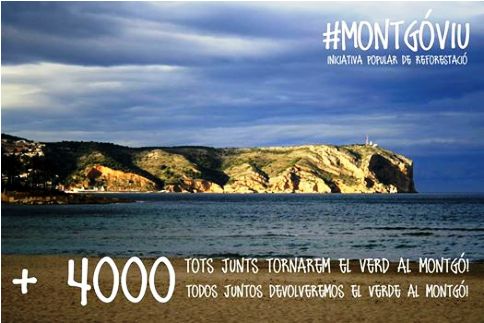 #MONTGÓVIU
INICIATIVA POPULAR DE REFORESTACIÓ
+ 4000
TOTS JUNTS TORNAREM EL VERD AL MONTGÓ!
TODOS JUNTOS DEVOLVEREMOS EL VERDE AL MONTGÓ!